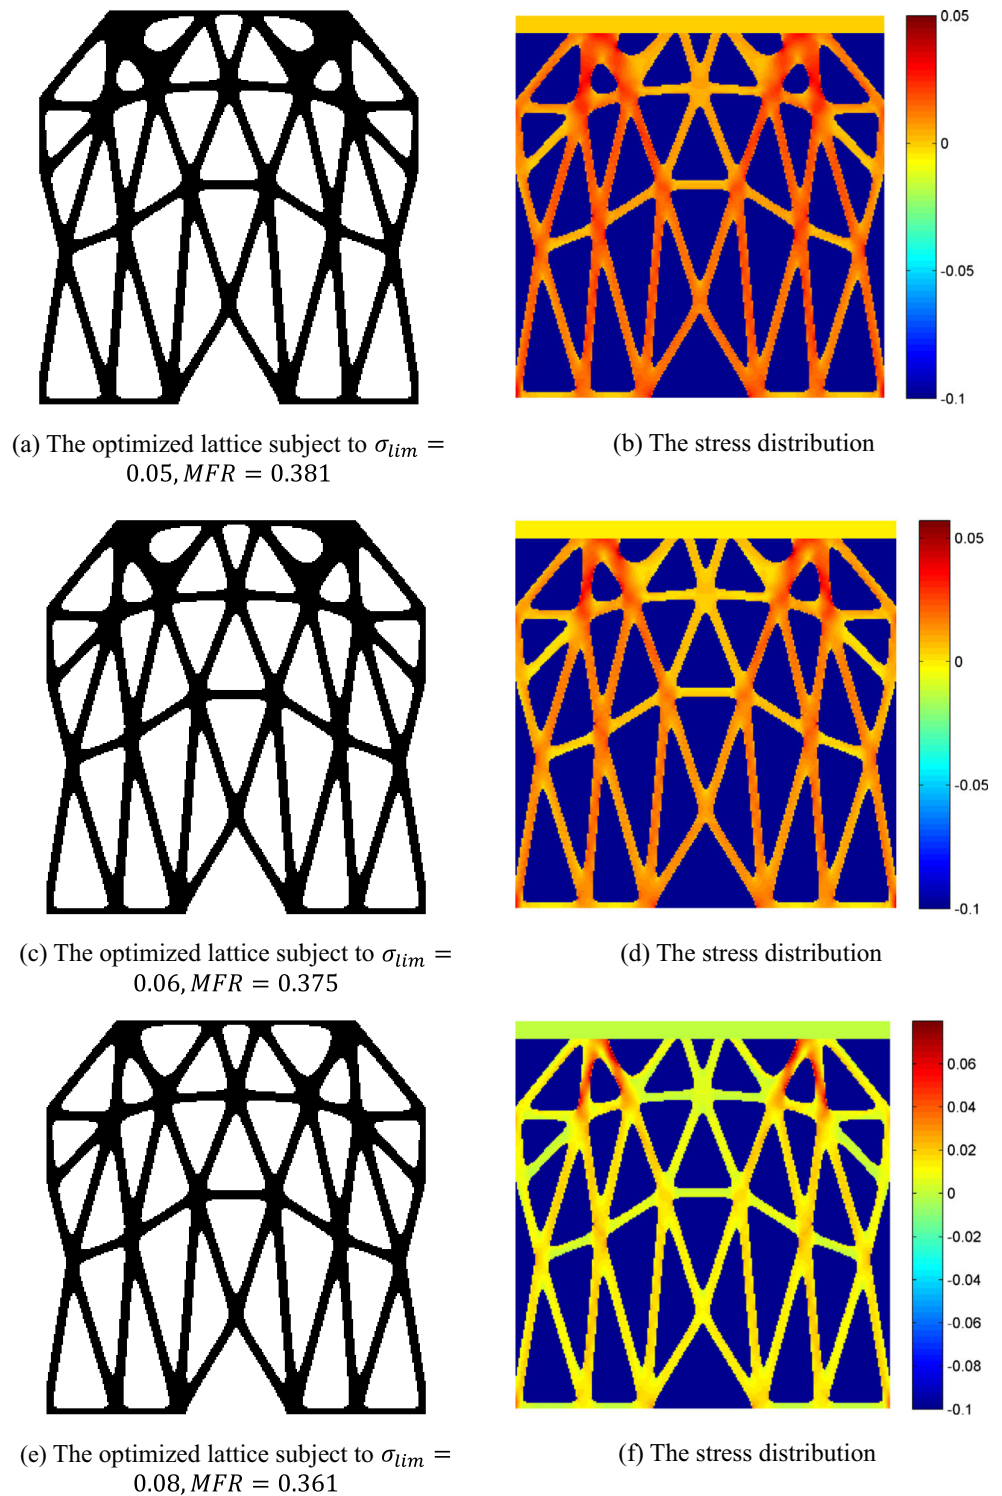 0.05
0
-0.05
-0.1
(a) The optimized lattice subject to σ_lim =
0.05, MFR = 0.381
(b) The stress distribution
0.05
0
-0.05
-0.1
(c) The optimized lattice subject to σ_lim =
0.06, MFR = 0.375
(d) The stress distribution
0.06
0.04
0.02
0
-0.02
-0.04
-0.06
-0.08
-0.1
(e) The optimized lattice subject to σ_lim =
0.08, MFR = 0.361
(f) The stress distribution